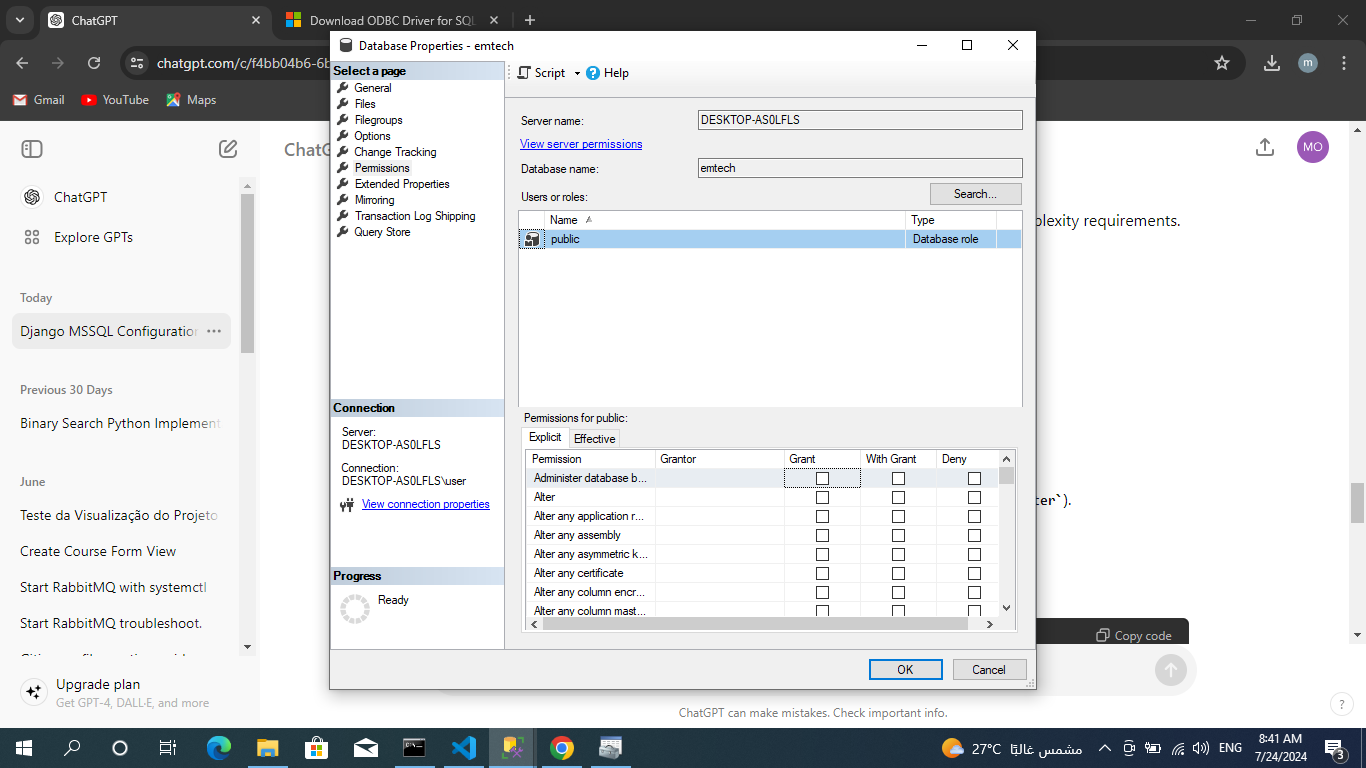 ChatGPT
Download ODBC Driver for SQL
chatgpt.com/c/f4bb04b6-6b
m
Gmail
YouTube
Maps
ChatGPT
Explore GPTs
Today
Django MSSQL Configuration
Previous 30 Days
Binary Search Python Implement
June
Teste da Visualização do Projeto
Create Course Form View
Start RabbitMQ with systemctl
Start RabbitMQ troubleshoot.
Upgrade plan
Get GPT-4, DALL·E, and more
ChatG
MO
plexity requirements.
ter`).
Copy code
ChatGPT can make mistakes. Check important info.
?
Database Properties - emtech
Select a page
General
Files
Filegroups
Options
Change Tracking
Permissions
Extended Properties
Mirroring
Transaction Log Shipping
Query Store
Connection
Server:
DESKTOP-AS0LFLS
Connection:
DESKTOP-AS0LFLS\user
View connection properties
Progress
Ready
Script
Help
Server name: DESKTOP-AS0LFLS
View server permissions
Database name: emtech
Users or roles: Search...
Name Type
public Database role
Permissions for public:
Explicit Effective
Permission Grantor Grant With Grant Deny
Administer database b...
Alter
Alter any application r...
Alter any assembly
Alter any asymmetric k...
Alter any certificate
Alter any column encr...
Alter any column mast...
OK Cancel
27°C مشمس غالبًا
ENG
8:41 AM
7/24/2024
3